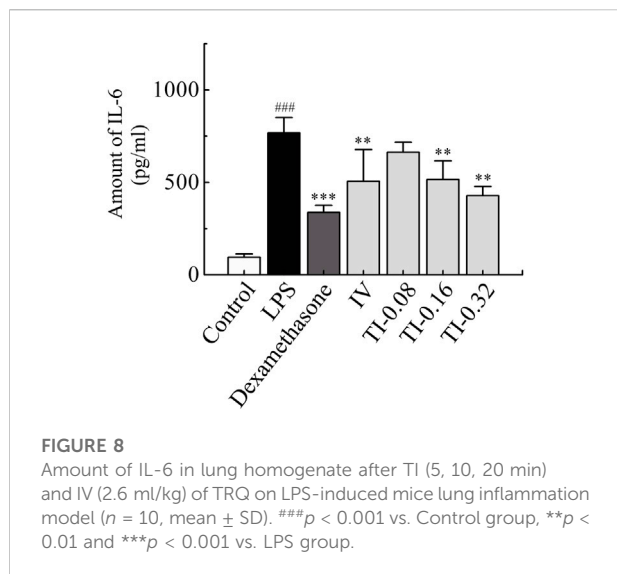 Amount of IL-6
(pg/ml)
1000
500
0
###
***
**
**
**
Control
LPS
Dexamethasone
IV
TI-0.08
TI-0.16
TI-0.32
FIGURE 8
Amount of IL-6 in lung homogenate after TI (5, 10, 20 min)
and IV (2.6 ml/kg) of TRQ on LPS-induced mice lung inflammation
model (n = 10, mean ± SD). ###p < 0.001 vs. Control group, **p <
0.01 and ***p < 0.001 vs. LPS group.